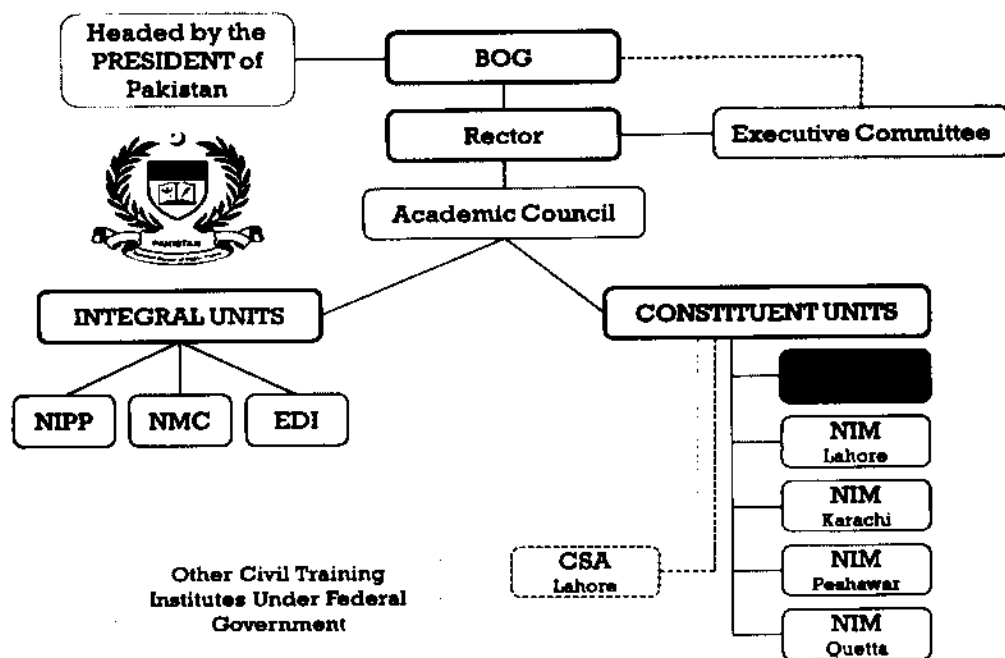 Headed by the
PRESIDENT of
Pakistan
BOG
Rector
Executive Committee
Academic Council
PAKISTAN
INTEGRAL UNITS
CONSTITUENT UNITS
NIPP
NMC
EDI
NIM
Lahore
NIM
Karachi
NIM
Peshawar
NIM
Quetta
CSA
Lahore
Other Civil Training
Institutes Under Federal
Government